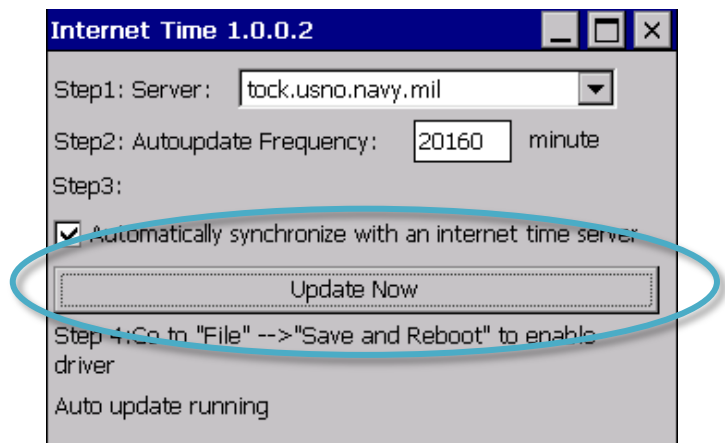 Internet Time 1.0.0.2
Step1: Server: tock.usno.navy.mil
Step2: Autoupdate Frequency: 20160 minute
Step3:
Automatically synchronize with an internet time server
Update Now
Step 4:Go to "File" -->"Save and Reboot" to enable
driver
Auto update running